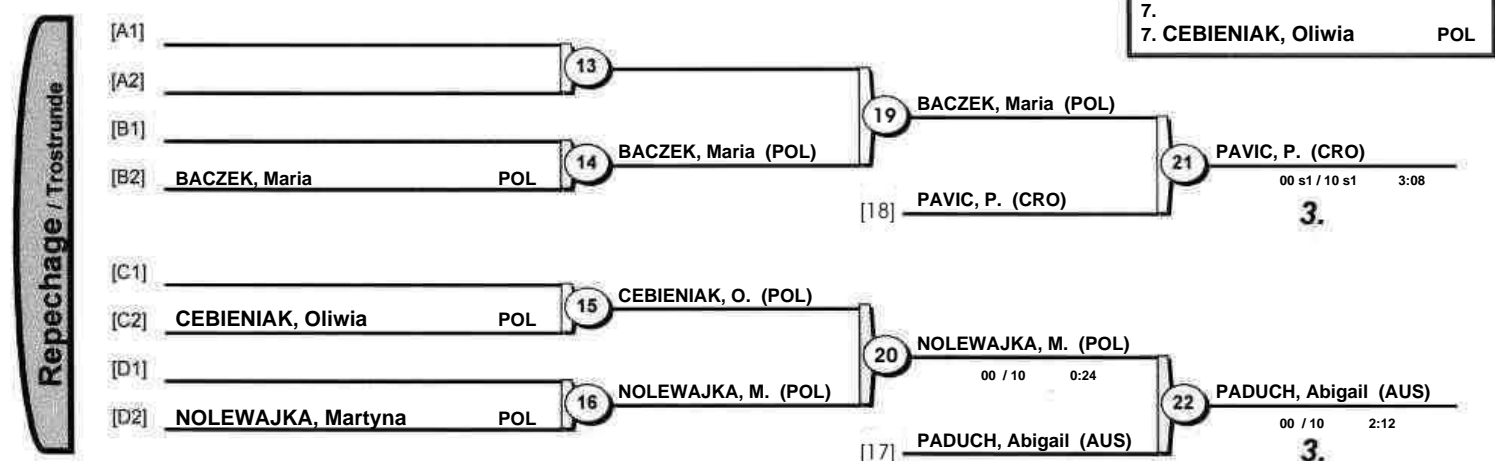 7.
7. CEBIENIAK, Oliwia POL
Repechage / Trostrunde
[A1]
13
[A2]
[B1]
19
BACZEK, Maria (POL)
14
BACZEK, Maria (POL)
[B2] BACZEK, Maria POL
21
PAVIC, P. (CRO)
00 s1 / 10 s1 3:08
[18] PAVIC, P. (CRO)
3.
[C1]
15
CEBIENIAK, O. (POL)
[C2] CEBIENIAK, Oliwia POL
20
NOLEWAJKA, M. (POL)
00 / 10 0:24
[D1]
16
NOLEWAJKA, M. (POL)
[D2] NOLEWAJKA, Martyna POL
22
PADUCH, Abigail (AUS)
00 / 10 2:12
[17] PADUCH, Abigail (AUS)
3.